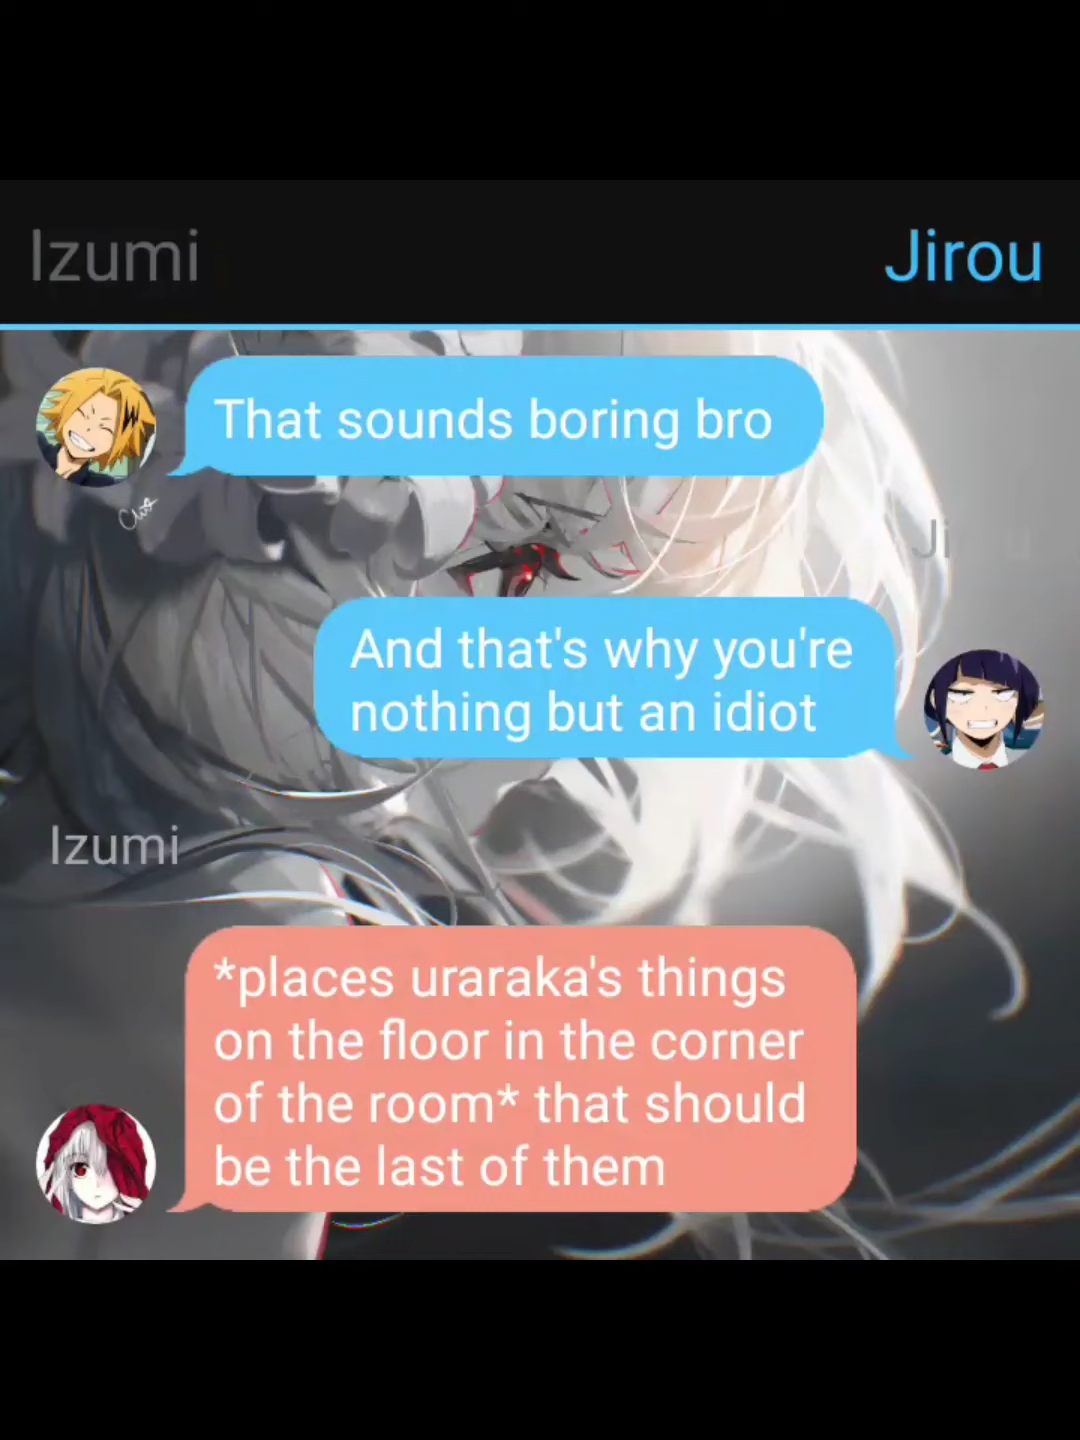 Izumi
Jirou
That sounds boring bro
And that's why you're
nothing but an idiot
Izumi
*places uraraka's things
on the floor in the corner
of the room* that should
be the last of them